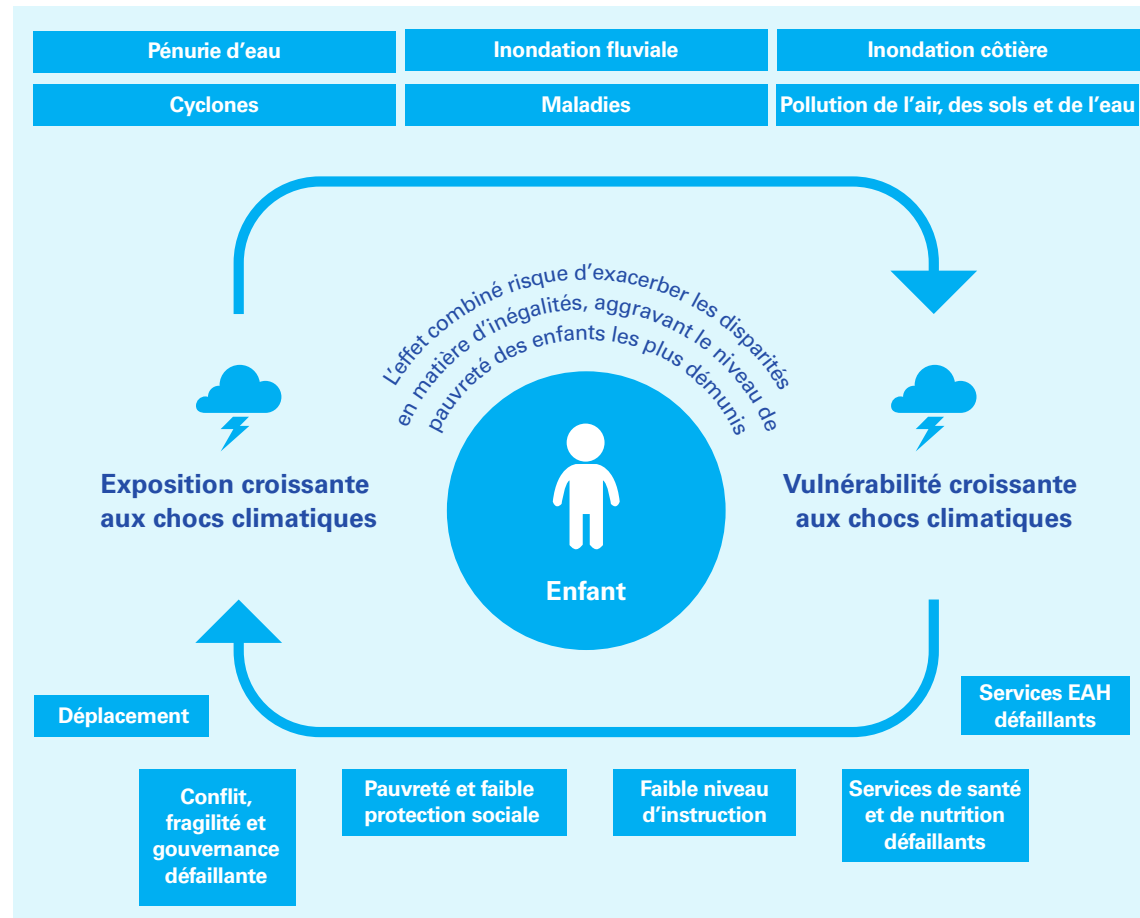 Pénurie d’eau
Inondation fluviale
Inondation côtière
Cyclones
Maladies
Pollution de l’air, des sols et de l’eau
L’effet combiné risque d’exacerber les disparités
en matière d’inégalités, aggravant le niveau de
pauvreté des enfants les plus démunis
Exposition croissante
aux chocs climatiques
Enfant
Vulnérabilité croissante
aux chocs climatiques
Déplacement
Conflit,
fragilité et
gouvernance
défaillante
Pauvreté et faible
protection sociale
Faible niveau
d’instruction
Services de santé
et de nutrition
défaillants
Services EAH
défaillants